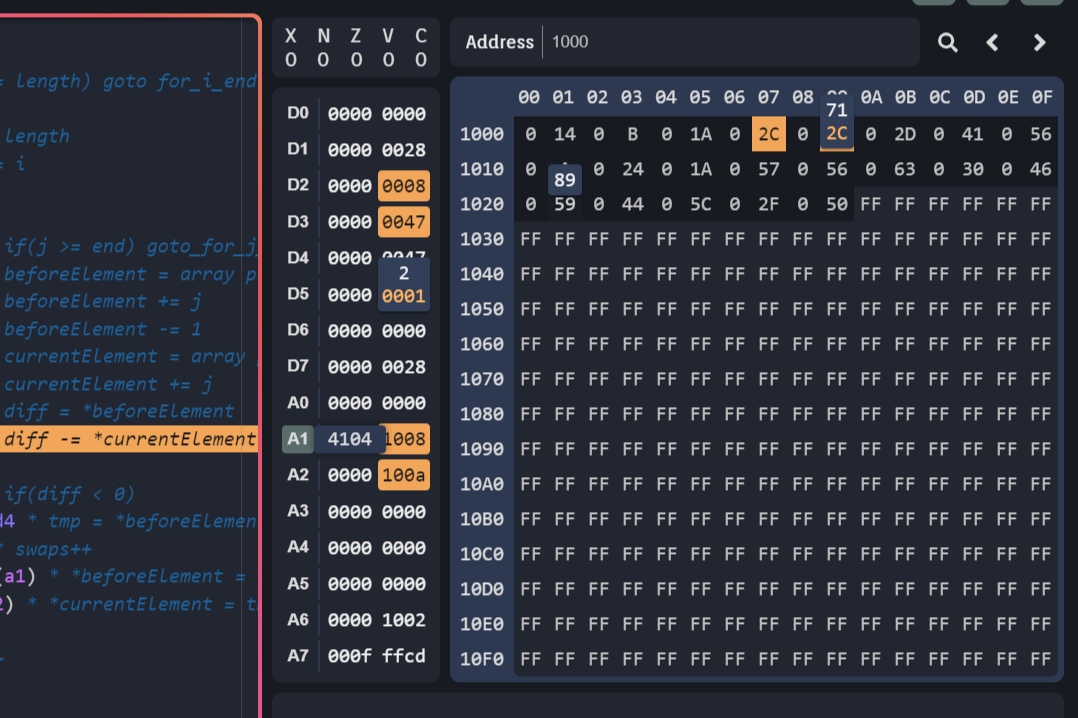 = length) goto for_i_end
length
= i
if(j >= end) goto_for_j_
beforeElement = array p
beforeElement += j
beforeElement -= 1
currentElement = array
currentElement += j
diff = *beforeElement
diff -= *currentElement
if(diff < 0)
d4 * tmp = *beforeElemen
* swaps++
(a1) * *beforeElement =
2) * *currentElement = t
X N Z V C
0 0 0 0 0
D0 0000 0000
D1 0000 0028
D2 0000 0008
D3 0000 0047
D4 0000 0047
2
D5 0000 0001
D6 0000 0000
D7 0000 0028
A0 0000 0000
A1 4104 1008
A2 0000 100a
A3 0000 0000
A4 0000 0000
A5 0000 0000
A6 0000 1002
A7 000f ffcd
Address 1000
00 01 02 03 04 05 06 07 08 09 0A 0B 0C 0D 0E 0F
71
1000 0 14 0 B 0 1A 0 2C 0 2C 0 2D 0 41 0 56
1010 0 0 24 0 1A 0 57 0 56 0 63 0 30 0 46
89
1020 0 59 0 44 0 5C 0 2F 0 50 FF FF FF FF FF FF
1030 FF FF FF FF FF FF FF FF FF FF FF FF FF FF FF FF
1040 FF FF FF FF FF FF FF FF FF FF FF FF FF FF FF FF
1050 FF FF FF FF FF FF FF FF FF FF FF FF FF FF FF FF
1060 FF FF FF FF FF FF FF FF FF FF FF FF FF FF FF FF
1070 FF FF FF FF FF FF FF FF FF FF FF FF FF FF FF FF
1080 FF FF FF FF FF FF FF FF FF FF FF FF FF FF FF FF
1090 FF FF FF FF FF FF FF FF FF FF FF FF FF FF FF FF
10A0 FF FF FF FF FF FF FF FF FF FF FF FF FF FF FF FF
10B0 FF FF FF FF FF FF FF FF FF FF FF FF FF FF FF FF
10C0 FF FF FF FF FF FF FF FF FF FF FF FF FF FF FF FF
10D0 FF FF FF FF FF FF FF FF FF FF FF FF FF FF FF FF
10E0 FF FF FF FF FF FF FF FF FF FF FF FF FF FF FF FF
10F0 FF FF FF FF FF FF FF FF FF FF FF FF FF FF FF FF